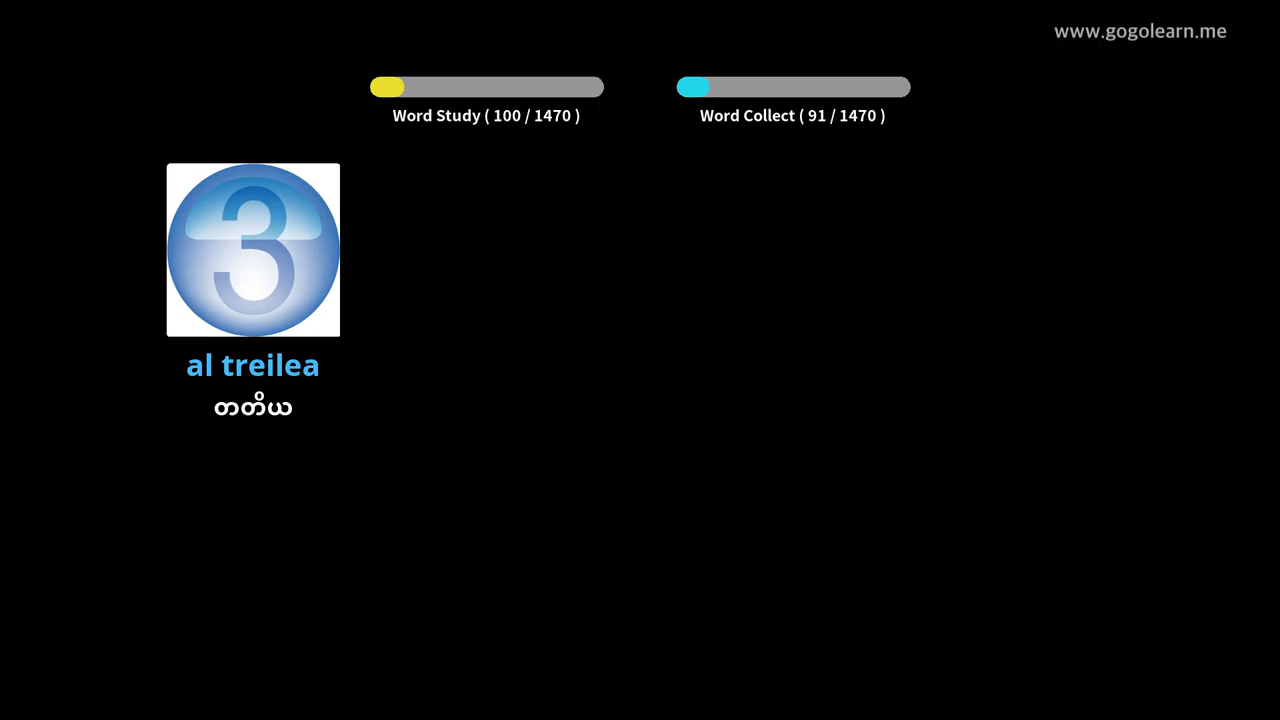 www.gogolearn.me
Word Study ( 100 / 1470 )
Word Collect ( 91 / 1470 )
3
al treilea
တတိယ